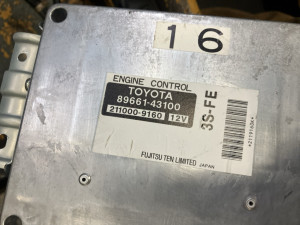 16
ENGINE CONTROL
TOYOTA
89661-43100
211000-9160 12V
3S-FE
FUJITSU TEN LIMITED JAPAN